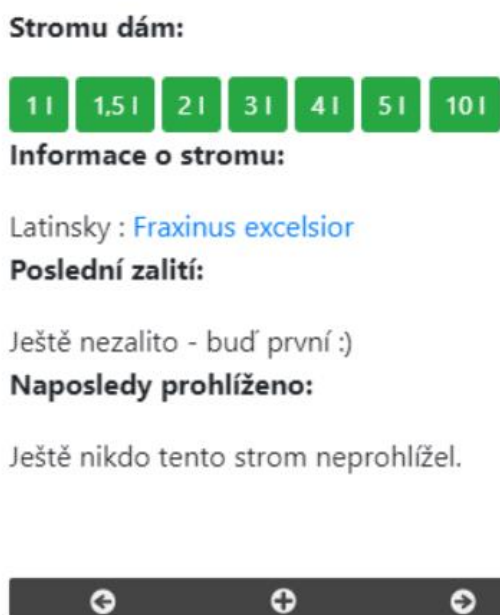 Stromu dám:
1 l 1,5 l 2 l 3 l 4 l 5 l 10 l
Informace o stromu:
Latinsky : Fraxinus excelsior
Poslední zalití:
Ještě nezalito - buď první :)
Naposledy prohlíženo:
Ještě nikdo tento strom neprohlížel.